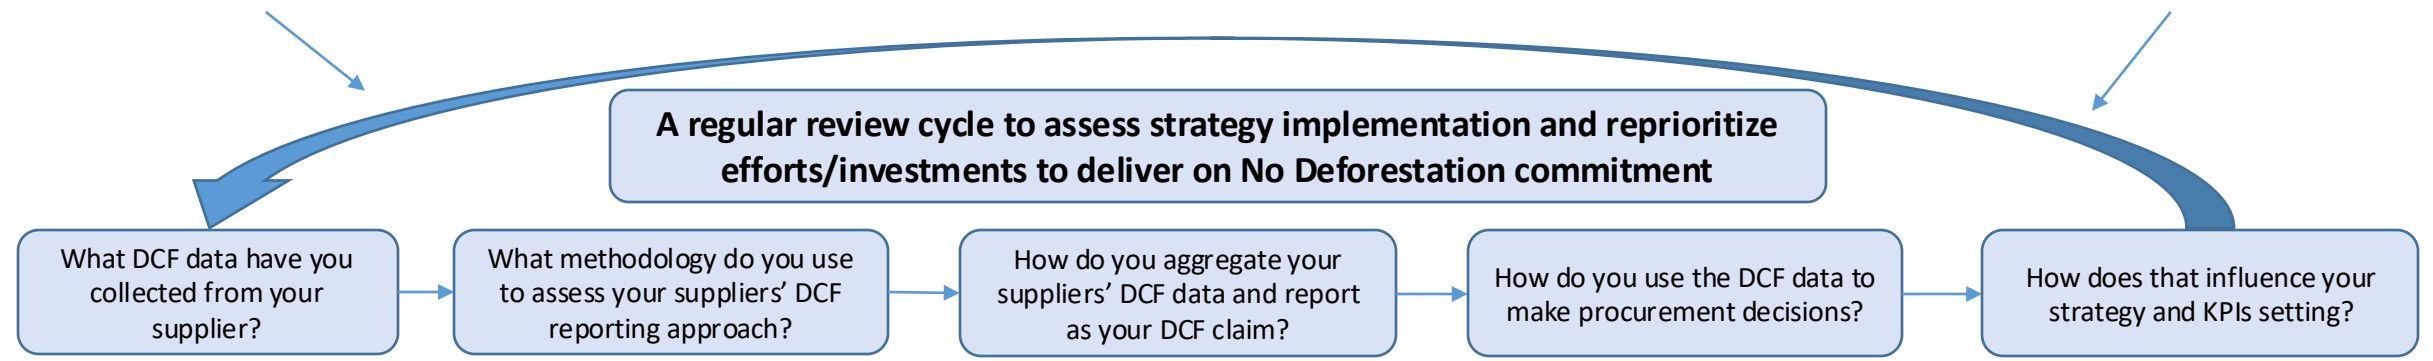 A regular review cycle to assess strategy implementation and reprioritize
efforts/investments to deliver on No Deforestation commitment
What DCF data have you
collected from your
supplier?
What methodology do you use
to assess your suppliers’ DCF
reporting approach?
How do you aggregate your
suppliers’ DCF data and report
as your DCF claim?
How do you use the DCF data to
make procurement decisions?
How does that influence your
strategy and KPIs setting?